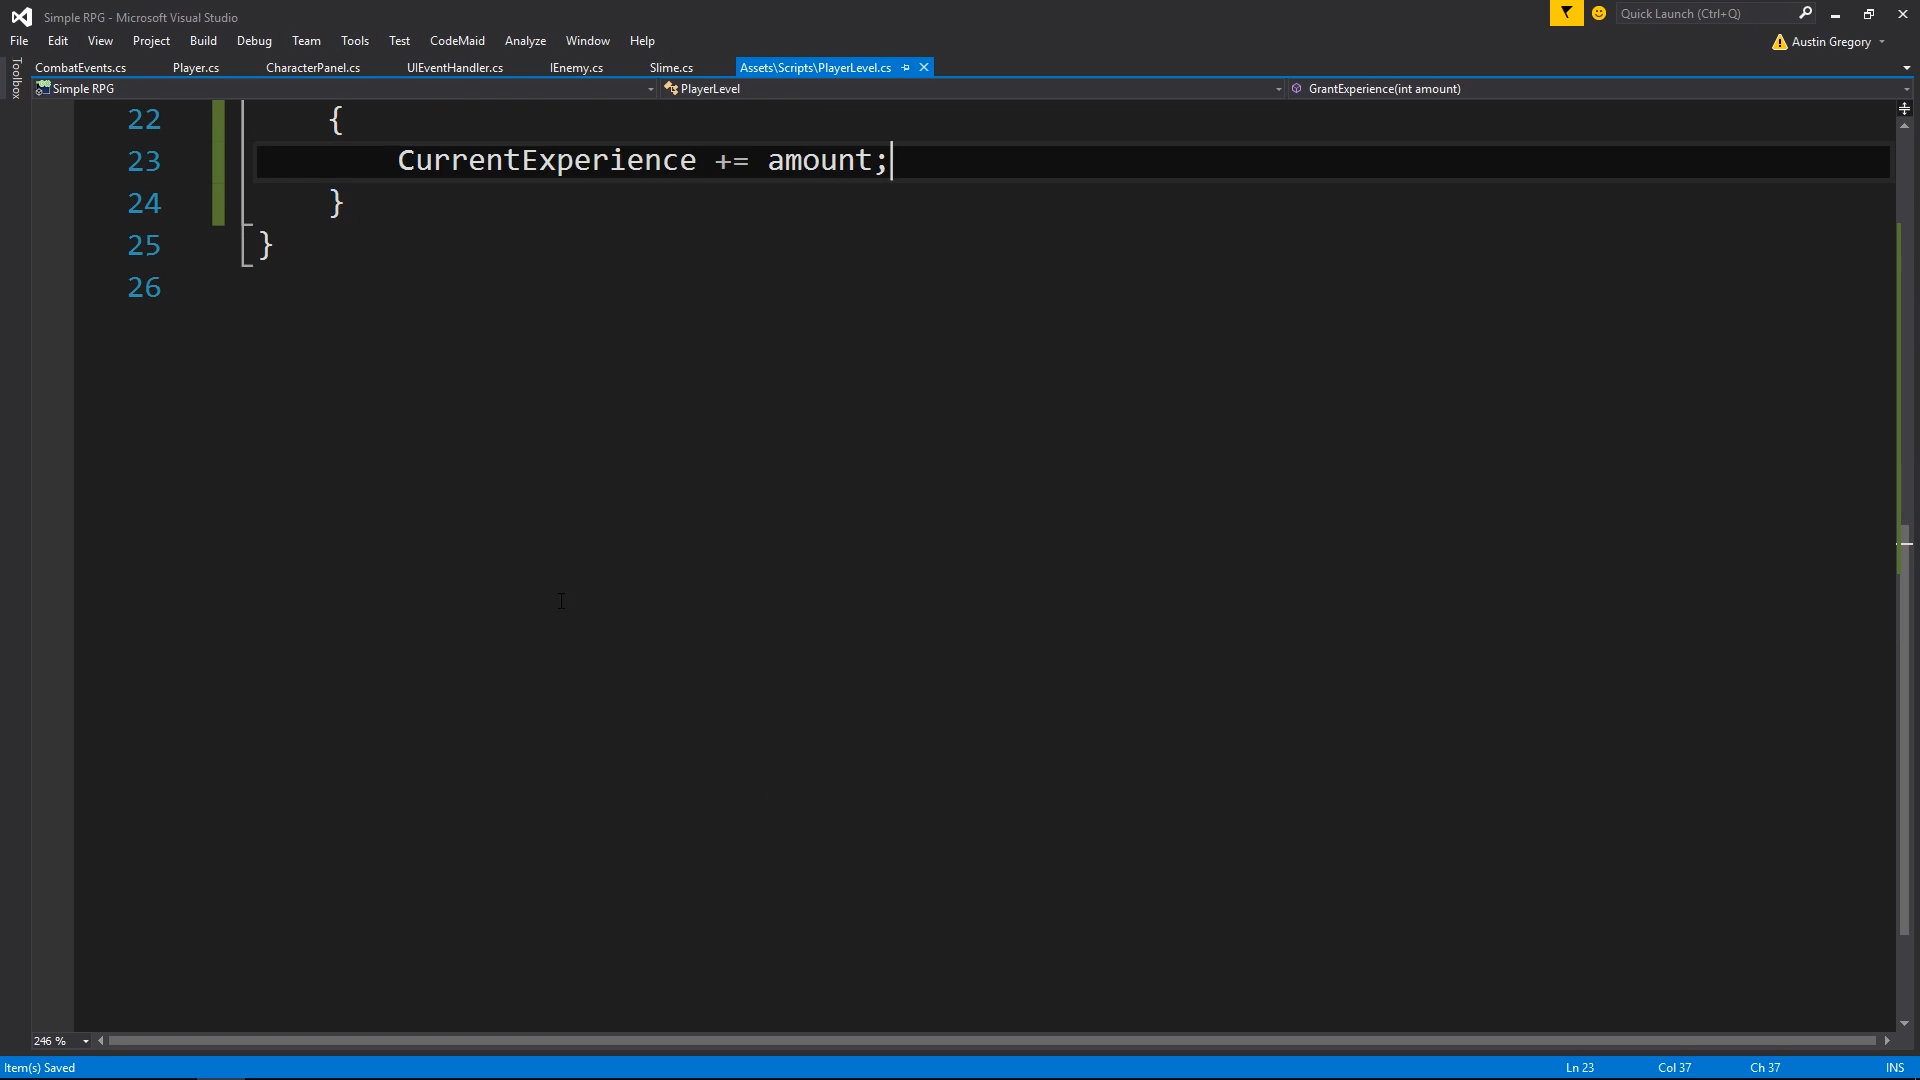 Simple RPG - Microsoft Visual Studio
Quick Launch (Ctrl+Q)
File Edit View Project Build Debug Team Tools Test CodeMaid Analyze Window Help
Austin Gregory
Toolbox
CombatEvents.cs Player.cs CharacterPanel.cs UIEventHandler.cs IEnemy.cs Slime.cs Assets\Scripts\PlayerLevel.cs
Simple RPG PlayerLevel GrantExperience(int amount)
22 {
23 CurrentExperience += amount;
24 }
25 }
26
246 %
Item(s) Saved Ln 23 Col 37 Ch 37 INS